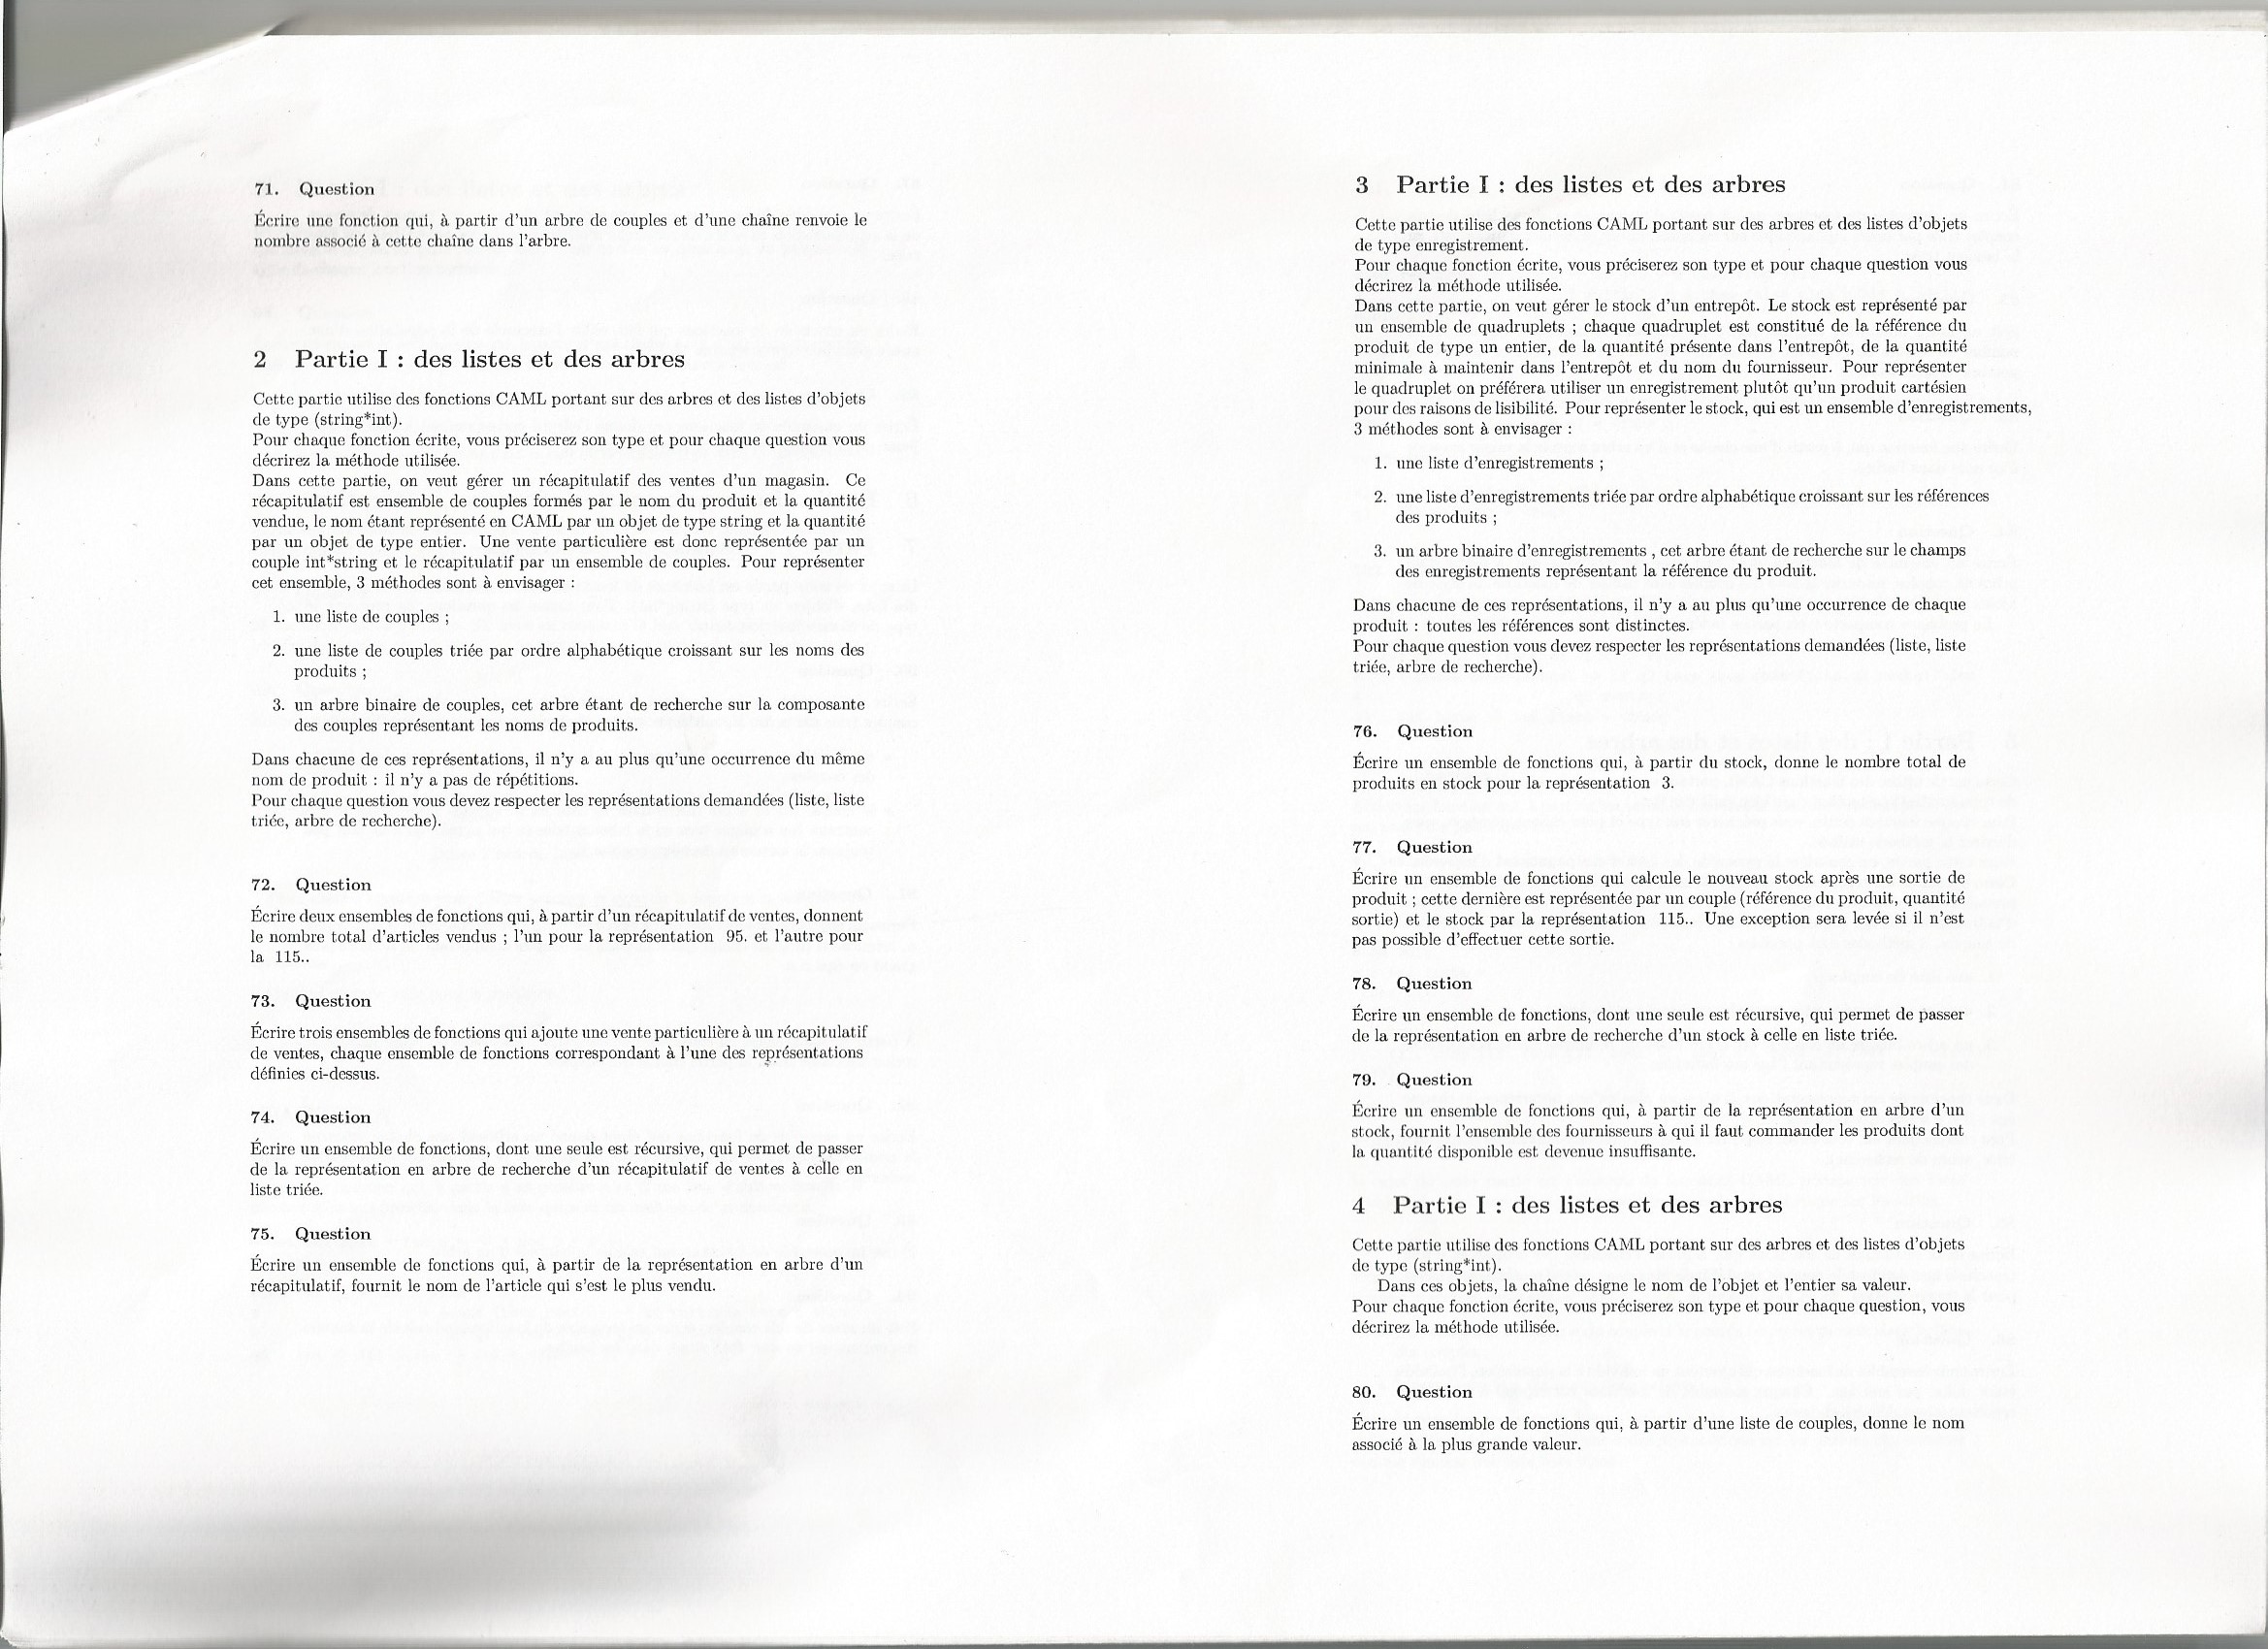 71. Question
Écrire une fonction qui, à partir d'un arbre de couples et d'une chaîne renvoie le
nombre associé à cette chaîne dans l'arbre.
2 Partie I : des listes et des arbres
Cette partie utilise des fonctions CAML portant sur des arbres et des listes d'objets
de type (string*int).
Pour chaque fonction écrite, vous préciserez son type et pour chaque question vous
décrirez la méthode utilisée.
Dans cette partie, on veut gérer un récapitulatif des ventes d'un magasin. Ce
récapitulatif est ensemble de couples formés par le nom du produit et la quantité
vendue, le nom étant représenté en CAML par un objet de type string et la quantité
par un objet de type entier. Une vente particulière est donc représentée par un
couple int*string et le récapitulatif par un ensemble de couples. Pour représenter
cet ensemble, 3 méthodes sont à envisager :
1. une liste de couples ;
2. une liste de couples triée par ordre alphabétique croissant sur les noms des
produits ;
3. un arbre binaire de couples, cet arbre étant de recherche sur la composante
des couples représentant les noms de produits.
Dans chacune de ces représentations, il n'y a au plus qu'une occurrence du même
nom de produit : il n'y a pas de répétitions.
Pour chaque question vous devez respecter les représentations demandées (liste, liste
triée, arbre de recherche).
72. Question
Écrire deux ensembles de fonctions qui, à partir d'un récapitulatif de ventes, donnent
le nombre total d'articles vendus ; l'un pour la représentation 95. et l'autre pour
la 115..
73. Question
Écrire trois ensembles de fonctions qui ajoute une vente particulière à un récapitulatif
de ventes, chaque ensemble de fonctions correspondant à l'une des représentations
définies ci-dessus.
74. Question
Écrire un ensemble de fonctions, dont une seule est récursive, qui permet de passer
de la représentation en arbre de recherche d'un récapitulatif de ventes à celle en
liste triée.
75. Question
Écrire un ensemble de fonctions qui, à partir de la représentation en arbre d'un
récapitulatif, fournit le nom de l'article qui s'est le plus vendu.
3 Partie I : des listes et des arbres
Cette partie utilise des fonctions CAML portant sur des arbres et des listes d'objets
de type enregistrement.
Pour chaque fonction écrite, vous préciserez son type et pour chaque question vous
décrirez la méthode utilisée.
Dans cette partie, on veut gérer le stock d'un entrepôt. Le stock est représenté par
un ensemble de quadruplets ; chaque quadruplet est constitué de la référence du
produit de type un entier, de la quantité présente dans l'entrepôt, de la quantité
minimale à maintenir dans l'entrepôt et du nom du fournisseur. Pour représenter
le quadruplet on préférera utiliser un enregistrement plutôt qu'un produit cartésien
pour des raisons de lisibilité. Pour représenter le stock, qui est un ensemble d'enregistrements,
3 méthodes sont à envisager :
1. une liste d'enregistrements ;
2. une liste d'enregistrements triée par ordre alphabétique croissant sur les références
des produits ;
3. un arbre binaire d'enregistrements , cet arbre étant de recherche sur le champs
des enregistrements représentant la référence du produit.
Dans chacune de ces représentations, il n'y a au plus qu'une occurrence de chaque
produit : toutes les références sont distinctes.
Pour chaque question vous devez respecter les représentations demandées (liste, liste
triée, arbre de recherche).
76. Question
Écrire un ensemble de fonctions qui, à partir du stock, donne le nombre total de
produits en stock pour la représentation 3.
77. Question
Écrire un ensemble de fonctions qui calcule le nouveau stock après une sortie de
produit ; cette dernière est représentée par un couple (référence du produit, quantité
sortie) et le stock par la représentation 115.. Une exception sera levée si il n'est
pas possible d'effectuer cette sortie.
78. Question
Écrire un ensemble de fonctions, dont une seule est récursive, qui permet de passer
de la représentation en arbre de recherche d'un stock à celle en liste triée.
79. Question
Écrire un ensemble de fonctions qui, à partir de la représentation en arbre d'un
stock, fournit l'ensemble des fournisseurs à qui il faut commander les produits dont
la quantité disponible est devenue insuffisante.
4 Partie I : des listes et des arbres
Cette partie utilise des fonctions CAML portant sur des arbres et des listes d'objets
de type (string*int).
Dans ces objets, la chaîne désigne le nom de l'objet et l'entier sa valeur.
Pour chaque fonction écrite, vous préciserez son type et pour chaque question, vous
décrirez la méthode utilisée.
80. Question
Écrire un ensemble de fonctions qui, à partir d'une liste de couples, donne le nom
associé à la plus grande valeur.